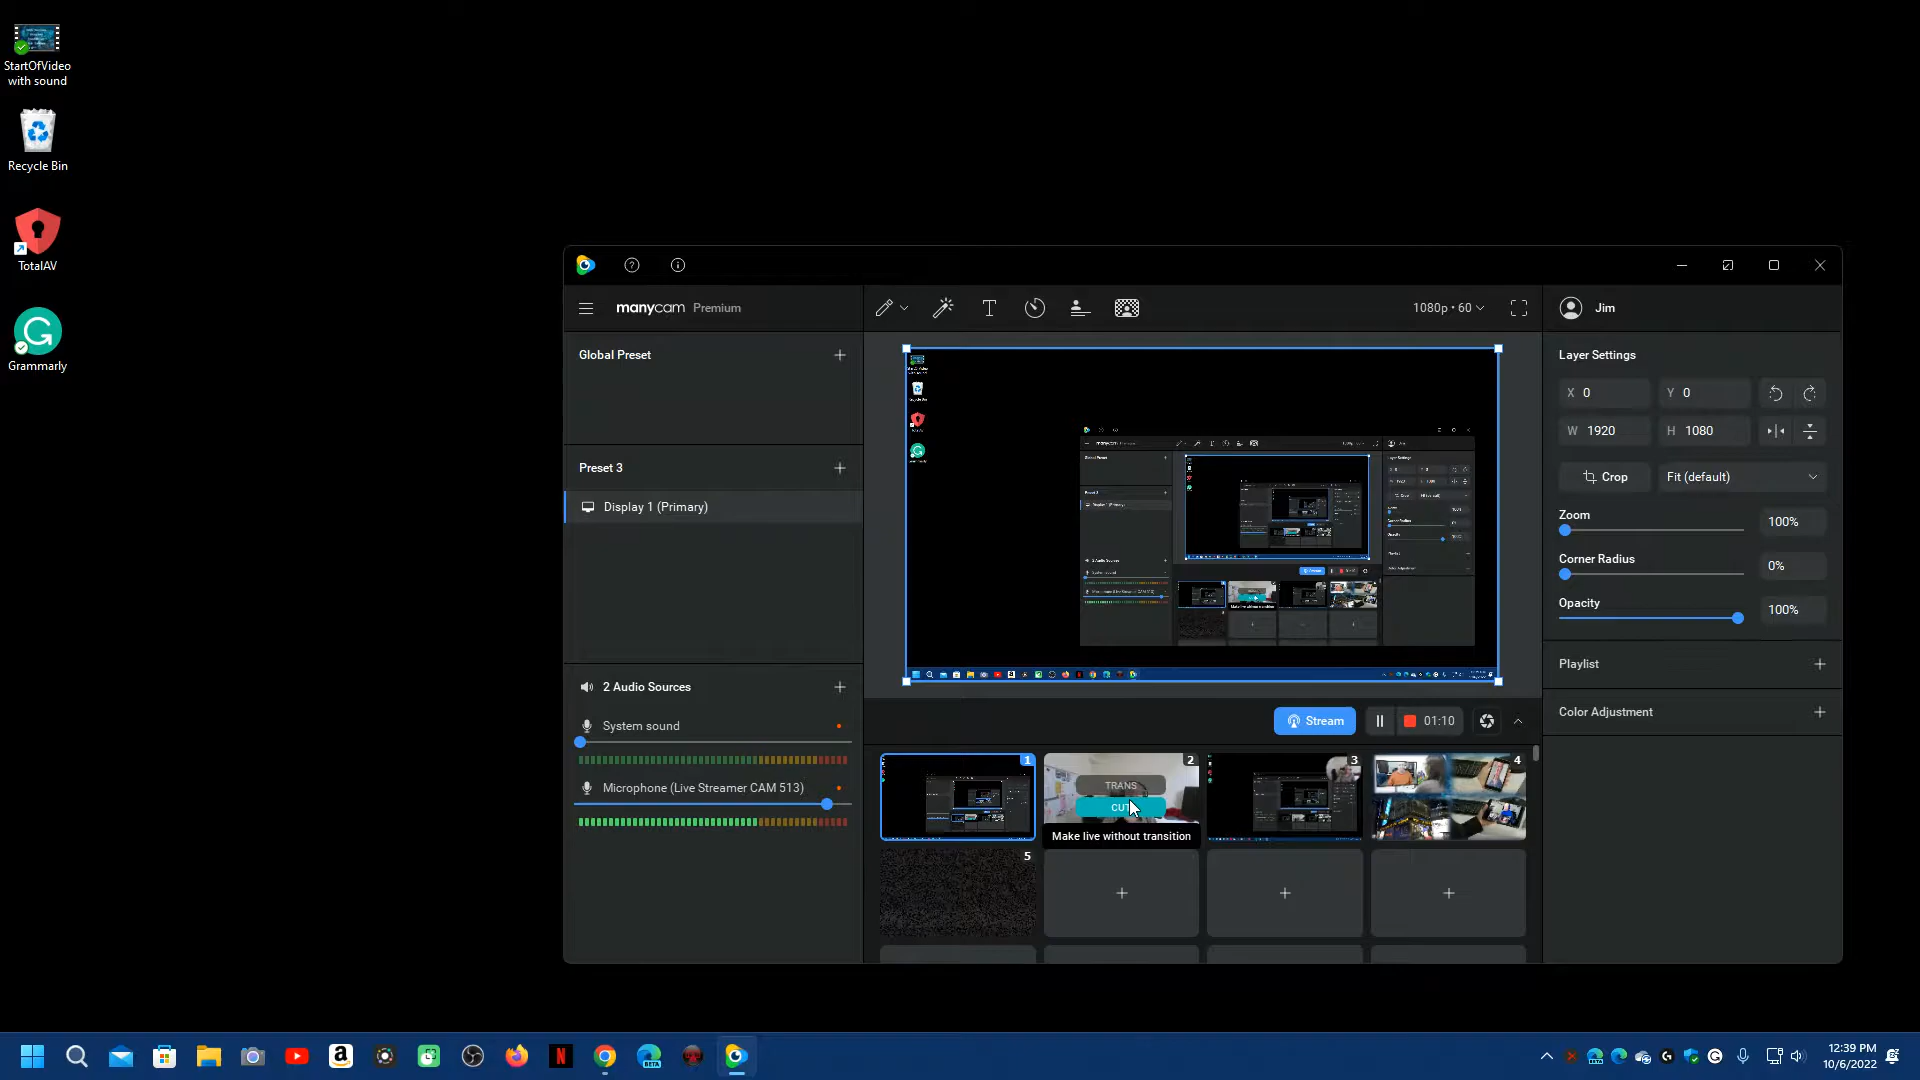 StartOfVideo
with sound
Recycle Bin
TotalAV
Grammarly
manycam Premium
1080p • 60
Jim
Global Preset
Preset 3
Display 1 (Primary)
2 Audio Sources
System sound
Microphone (Live Streamer CAM 513)
Layer Settings
X 0
Y 0
W 1920
H 1080
Crop
Fit (default)
Zoom
100%
Corner Radius
0%
Opacity
100%
Playlist
Color Adjustment
Stream
01:10
1
2
3
4
TRANS
CUT
Make live without transition
5
12:39 PM
10/6/2022